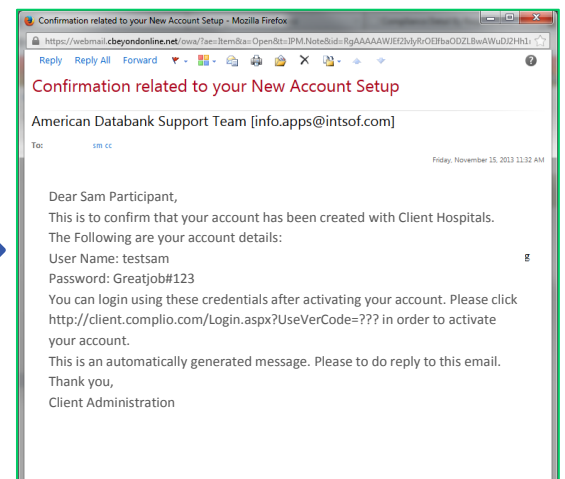 Confirmation related to your New Account Setup - Mozilla Firefox
https://webmail.cbeyondonline.net/owa/?ae=Item&a=Open&t=IPM.Note&id=
Reply Reply All Forward
Confirmation related to your New Account Setup
American Databank Support Team [info.apps@intsof.com]
To: sm cc
Friday, November 15, 2013 11:32 AM
Dear Sam Participant,
This is to confirm that your account has been created with Client Hospitals.
The Following are your account details:
User Name: testsam
g
Password: Greatjob#123
You can login using these credentials after activating your account. Please click
http://client.complio.com/Login.aspx?UseVerCode=??? in order to activate
your account.
This is an automatically generated message. Please to do reply to this email.
Thank you,
Client Administration